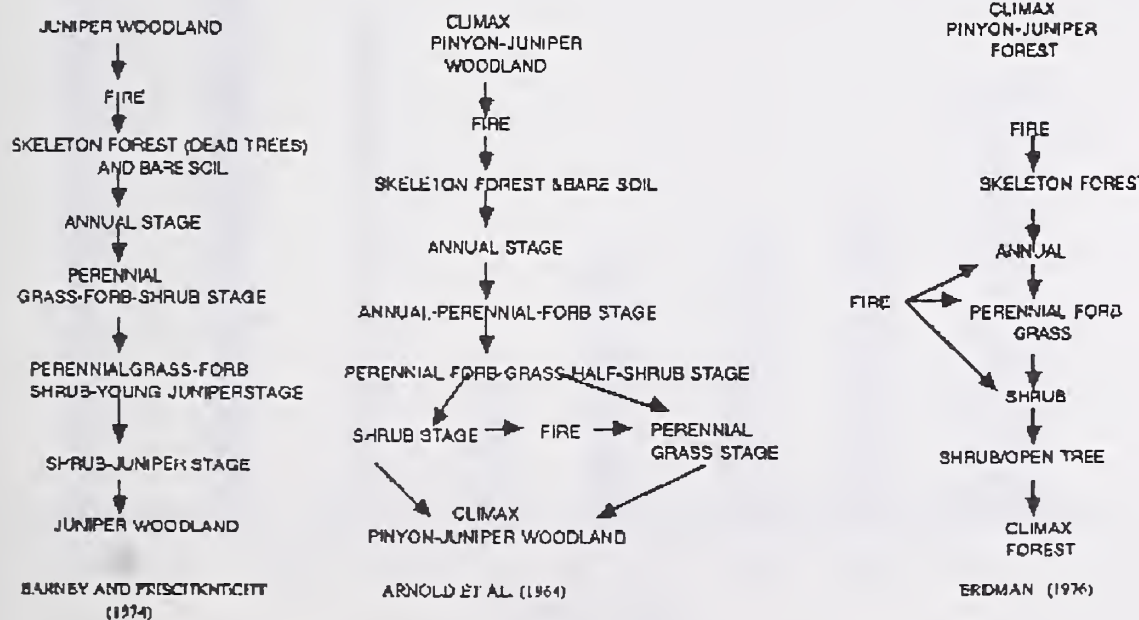 JUNIPER WOODLAND
FIRE
SKELETON FOREST (DEAD TREES)
AND BARE SOIL
ANNUAL STAGE
PERENNIAL
GRASS-FORB-SHRUB STAGE
PERENNIALGRASS-FORB
SHRUB-YOUNG JUNIPERSTAGE
SHRUB-JUNIPER STAGE
JUNIPER WOODLAND
BARNEY AND
(1974)
CLIMAX
PINYON-JUNIPER
WOODLAND
FIRE
SKELETON FOREST &BARE SOIL
ANNUAL STAGE
ANNUAL-PERENNIAL-FORB STAGE
PERENNIAL FORB-GRASS-HALF-SHRUB STAGE
SHRUB STAGE FIRE PERENNIAL
GRASS STAGE
CLIMAX
PINYON-JUNIPER WOODLAND
ARNOLD ET AL. (1964)
CLIMAX
PINYON-JUNIPER
FOREST
FIRE
SKELETON FOREST
ANNUAL
FIRE
PERENNIAL FORB
GRASS
SHRUB
SHRUB/OPEN TREE
CLIMAX
FOREST
ERDMAN (1976)